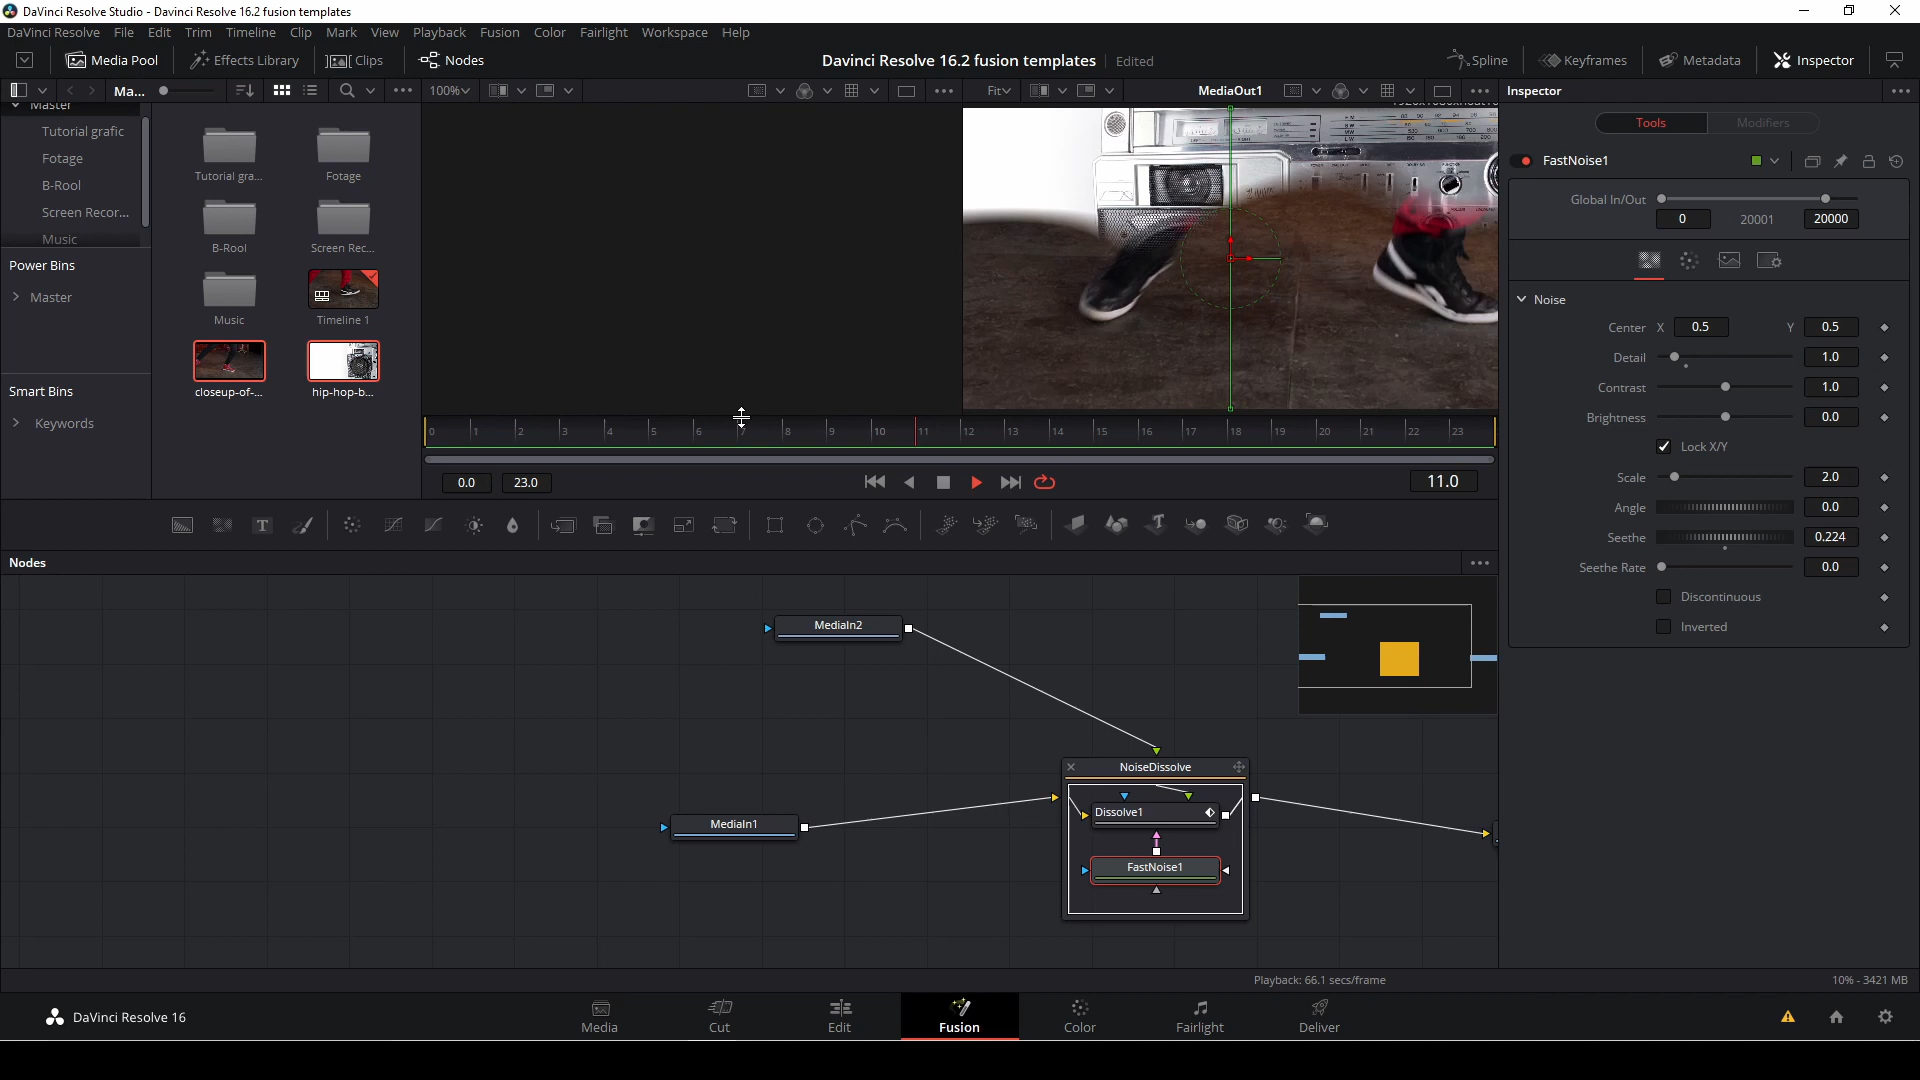 DaVinci Resolve Studio - Davinci Resolve 16.2 fusion templates
DaVinci Resolve File Edit Trim Timeline Clip Mark View Playback Fusion Color Fairlight Workspace Help
Media Pool Effects Library Clips Nodes Davinci Resolve 16.2 fusion templates Edited Spline Keyframes Metadata Inspector
Ma... 100% Fit MediaOut1 Inspector
Master
Tutorial grafic
Fotage
B-Rool
Screen Recor...
Music
Power Bins
Master
Smart Bins
Keywords
Tutorial gra... Fotage
B-Rool Screen Rec...
Music Timeline 1
closeup-of-... hip-hop-b...
0 1 2 3 4 5 6 7 8 9 10 11 12 13 14 15 16 17 18 19 20 21 22 23
0.0 23.0 11.0
Nodes
MediaIn2
MediaIn1
NoiseDissolve
Dissolve1
FastNoise1
Tools Modifiers
FastNoise1
Global In/Out
0 20001 20000
Noise
Center X 0.5 Y 0.5
Detail 1.0
Contrast 1.0
Brightness 0.0
Lock X/Y
Scale 2.0
Angle 0.0
Seethe 0.224
Seethe Rate 0.0
Discontinuous
Inverted
Playback: 66.1 secs/frame 10% - 3421 MB
DaVinci Resolve 16 Media Cut Edit Fusion Color Fairlight Deliver